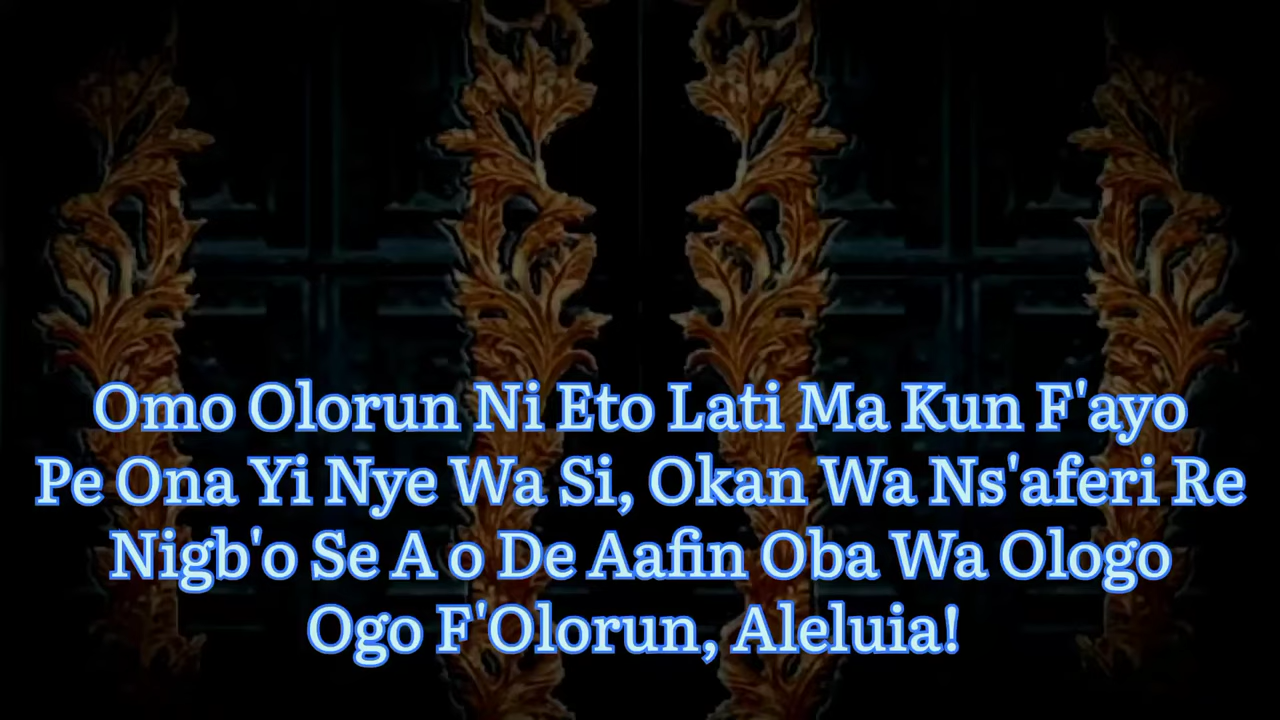 Omo Olorun Ni Eto Lati Ma Kun F'ayo
Pe Ona Yi Nye Wa Si, Okan Wa Ns'aferi Re
Nigb'o Se A o De Aafin Oba Wa Ologo
Ogo F'Olorun, Aleluia!